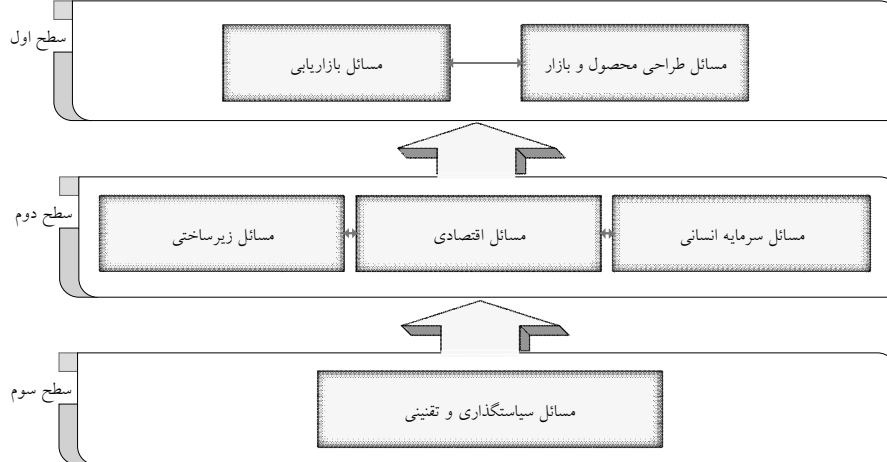 سطح اول
مسائل طراحی محصول و بازار
مسائل بازاریابی
سطح دوم
مسائل سرمایه انسانی
مسائل اقتصادی
مسائل زیرساختی
سطح سوم
مسائل سیاستگذاری و تقنینی